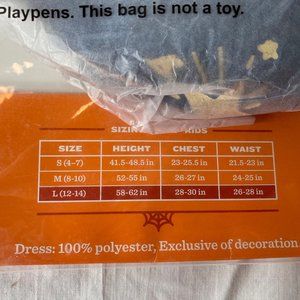 Playpens. This bag is not a toy.
KIDS
SIZE HEIGHT CHEST WAIST
S (4-7) 41.5-48.5 in 23-25.5 in 21.5-23 in
M (8-10) 52-55 in 26-27 in 24-25 in
L (12-14) 58-62 in 28-30 in 26-28 in
Dress: 100% polyester, Exclusive of decoration.